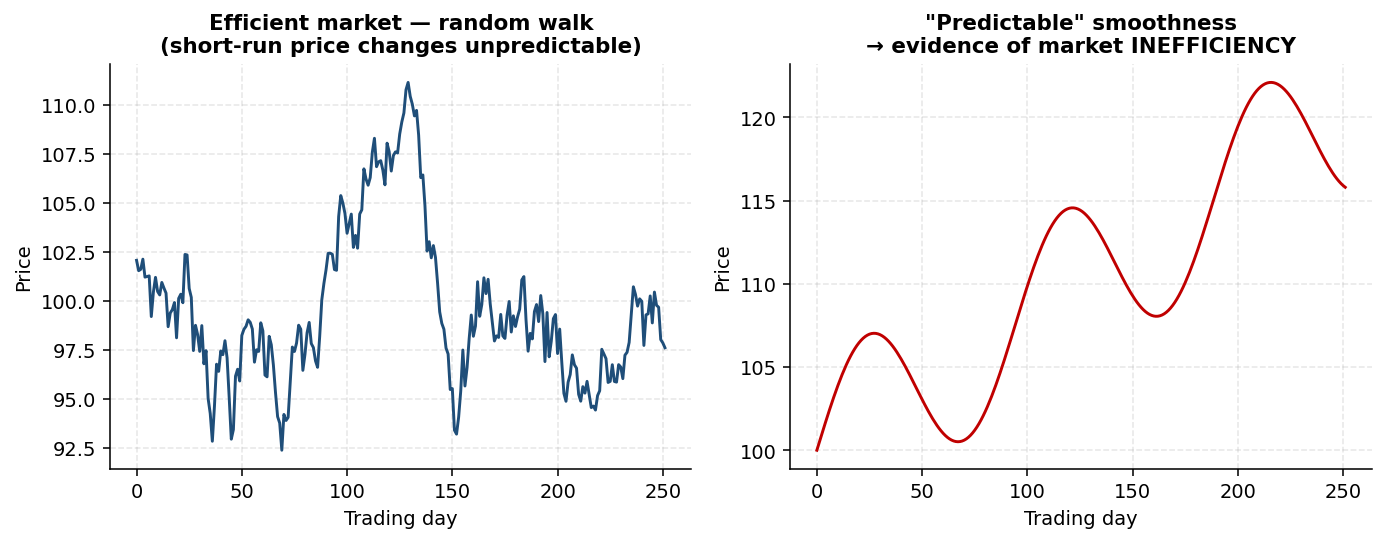 Efficient market — random walk
(short-run price changes unpredictable)
110.0
107.5
105.0
102.5
100.0
97.5
95.0
92.5
Price
0 50 100 150 200 250
Trading day
"Predictable" smoothness
→ evidence of market INEFFICIENCY
120
115
110
105
100
Price
0 50 100 150 200 250
Trading day